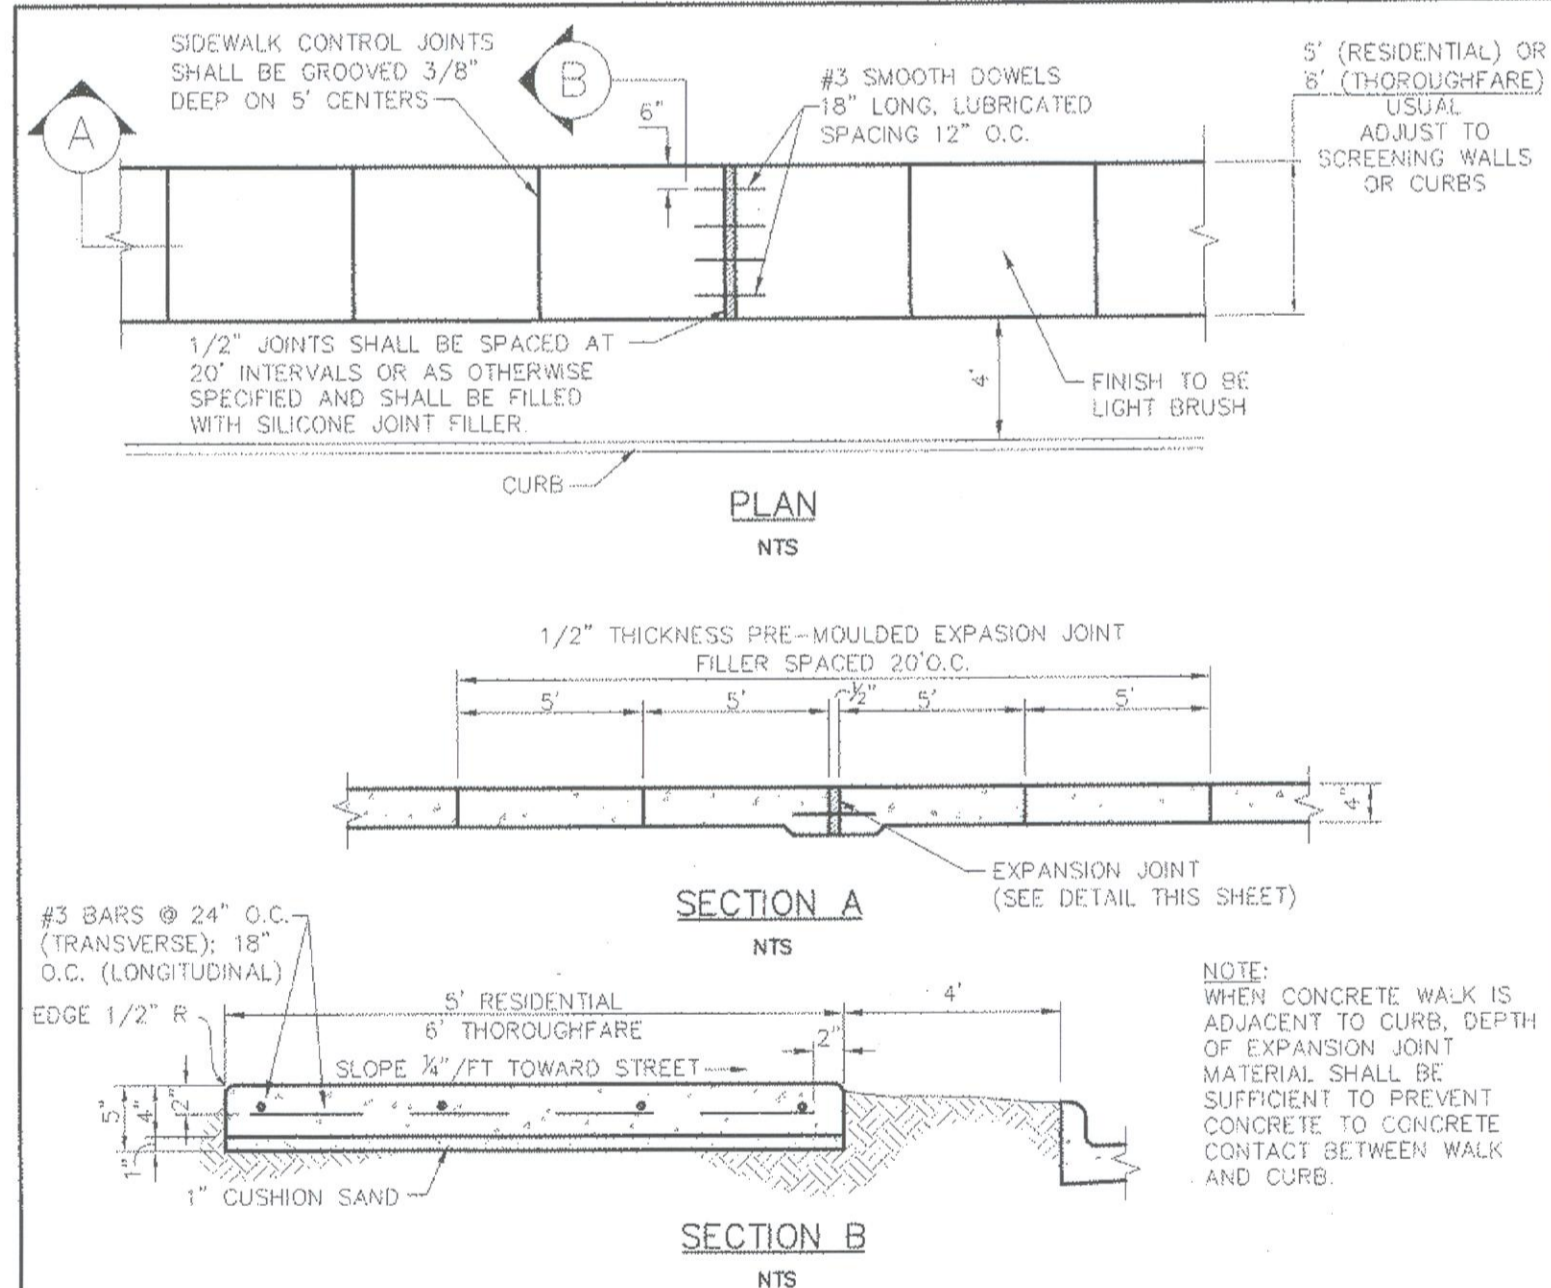 SIDEWALK CONTROL JOINTS
SHALL BE GROOVED 3/8"
DEEP ON 5' CENTERS
A
B
6"
#3 SMOOTH DOWELS
18" LONG, LUBRICATED
SPACING 12" O.C.
5' (RESIDENTIAL) OR
6' (THOROUGHFARE)
USUAL
ADJUST TO
SCREENING WALLS
OR CURBS
1/2" JOINTS SHALL BE SPACED AT
20' INTERVALS OR AS OTHERWISE
SPECIFIED AND SHALL BE FILLED
WITH SILICONE JOINT FILLER.
4'
FINISH TO BE
LIGHT BRUSH
CURB
PLAN
NTS
1/2" THICKNESS PRE-MOULDED EXPASION JOINT
FILLER SPACED 20'O.C.
5'
5'
½"
5'
5'
4"
EXPANSION JOINT
(SEE DETAIL THIS SHEET)
SECTION A
NTS
#3 BARS @ 24" O.C.
(TRANSVERSE); 18"
O.C. (LONGITUDINAL)
EDGE 1/2" R
5' RESIDENTIAL
6' THOROUGHFARE
4'
2"
SLOPE ¼"/FT TOWARD STREET
5"
4"
2"
1"
1" CUSHION SAND
NOTE:
WHEN CONCRETE WALK IS
ADJACENT TO CURB, DEPTH
OF EXPANSION JOINT
MATERIAL SHALL BE
SUFFICIENT TO PREVENT
CONCRETE TO CONCRETE
CONTACT BETWEEN WALK
AND CURB.
SECTION B
NTS